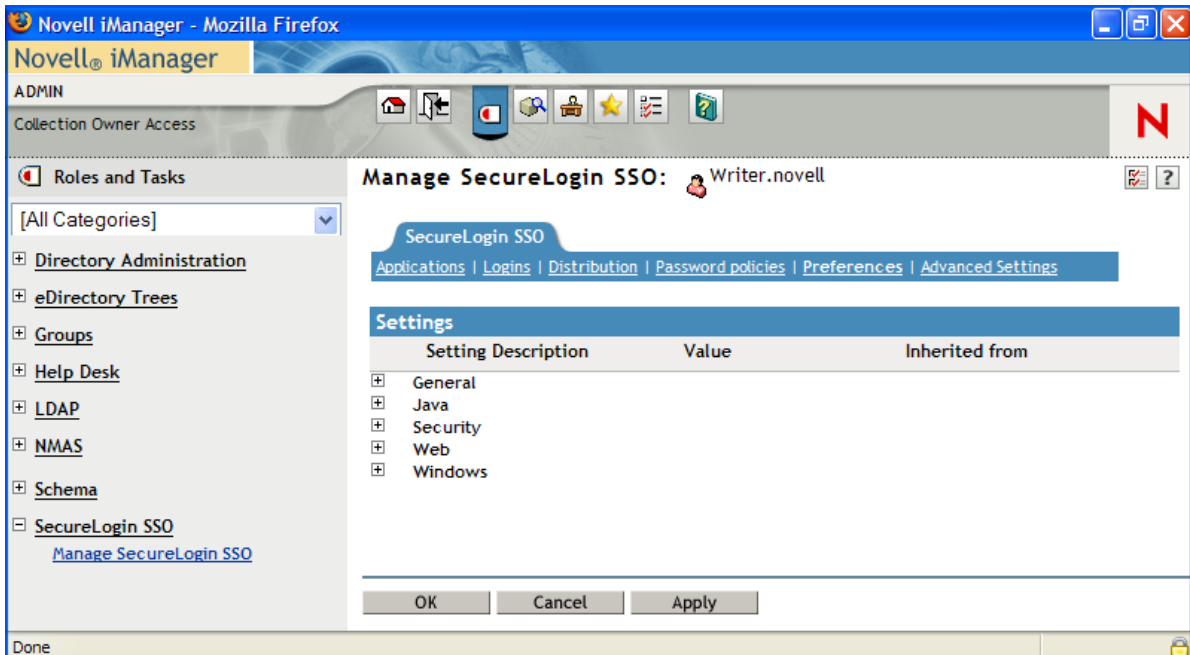 Novell iManager - Mozilla Firefox
Novell® iManager
ADMIN
Collection Owner Access
N
Roles and Tasks
[All Categories]
Directory Administration
eDirectory Trees
Groups
Help Desk
LDAP
NMAS
Schema
SecureLogin SSO
Manage SecureLogin SSO
Manage SecureLogin SSO: Writer.novell
?
SecureLogin SSO
Applications | Logins | Distribution | Password policies | Preferences | Advanced Settings
Settings
Setting Description Value Inherited from
General
Java
Security
Web
Windows
OK Cancel Apply
Done